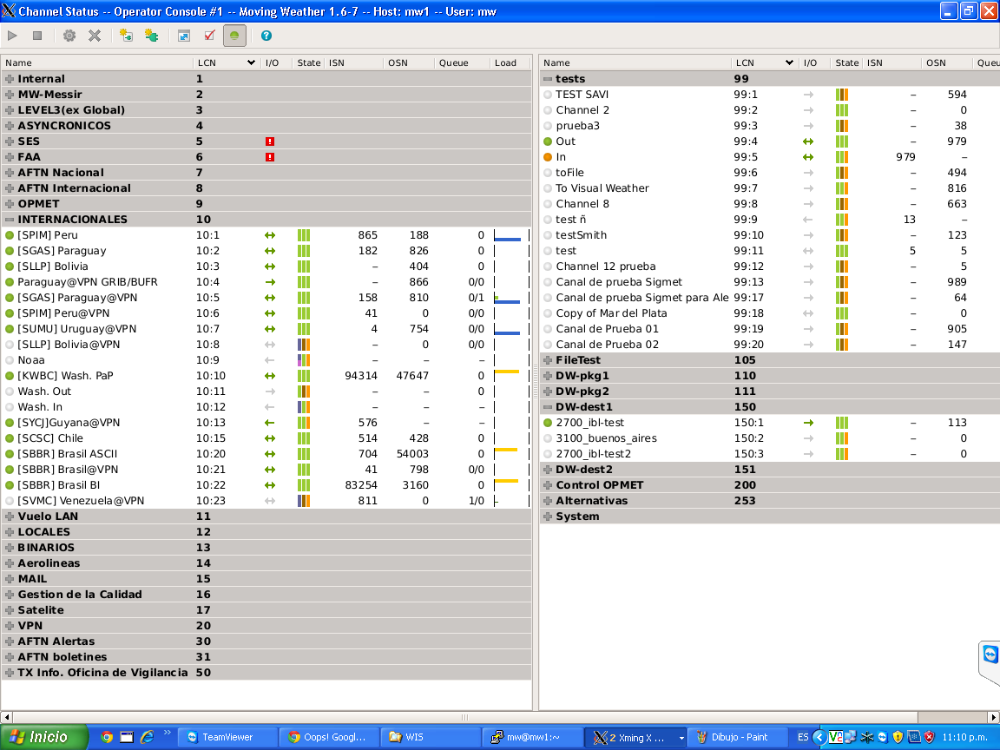 Channel Status -- Operator Console #1 -- Moving Weather 1.6-7 -- Host: mw1 -- User: mw
Name LCN I/O State ISN OSN Queue Load
Internal 1
MW-Messir 2
LEVEL3(ex Global) 3
ASYNCRONICOS 4
SES 5
FAA 6
AFTN Nacional 7
AFTN Internacional 8
OPMET 9
INTERNACIONALES 10
[SPIM] Peru 10:1 865 188 0
[SGAS] Paraguay 10:2 182 826 0
[SLLP] Bolivia 10:3 – 404 0
Paraguay@VPN GRIB/BUFR 10:4 – 866 0/0
[SGAS] Paraguay@VPN 10:5 158 810 0/1
[SPIM] Peru@VPN 10:6 41 0 0/0
[SUMU] Uruguay@VPN 10:7 4 754 0/0
[SLLP] Bolivia@VPN 10:8 – 0 0/0
Noaa 10:9 – – –
[KWBC] Wash. PaP 10:10 94314 47647 0
Wash. Out 10:11 – – 0
Wash. In 10:12 – – –
[SYCJ]Guyana@VPN 10:13 576 – –
[SCSC] Chile 10:15 514 428 0
[SBBR] Brasil ASCII 10:20 704 54003 0
[SBBR] Brasil@VPN 10:21 41 798 0/0
[SBBR] Brasil BI 10:22 83254 3160 0
[SVMC] Venezuela@VPN 10:23 811 0 1/0
Vuelo LAN 11
LOCALES 12
BINARIOS 13
Aerolineas 14
MAIL 15
Gestion de la Calidad 16
Satelite 17
VPN 20
AFTN Alertas 30
AFTN boletines 31
TX Info. Oficina de Vigilancia 50
Name LCN I/O State ISN OSN Queu
tests 99
TEST SAVI 99:1 – 594
Channel 2 99:2 – 0
prueba3 99:3 – 38
Out 99:4 – 979
In 99:5 979 –
toFile 99:6 – 494
To Visual Weather 99:7 – 816
Channel 8 99:8 – 663
test ñ 99:9 13 –
testSmith 99:10 – 123
test 99:11 5 5
Channel 12 prueba 99:12 – 5
Canal de prueba Sigmet 99:13 – 989
Canal de prueba Sigmet para Ale 99:17 – 64
Copy of Mar del Plata 99:18 – 0
Canal de Prueba 01 99:19 – 905
Canal de Prueba 02 99:20 – 147
FileTest 105
DW-pkg1 110
DW-pkg2 111
DW-dest1 150
2700_ibl-test 150:1 – 113
3100_buenos_aires 150:2 – 0
2700_ibl-test2 150:3 – 0
DW-dest2 151
Control OPMET 200
Alternativas 253
System
Inicio TeamViewer Oops! Googl... WIS mw@mw1:~ 2 Xming X ... Dibujo - Paint ES 11:10 p.m.